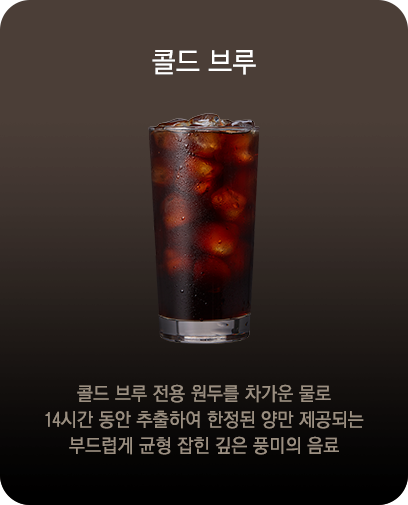 콜드 브루
콜드 브루 전용 원두를 차가운 물로
14시간 동안 추출하여 한정된 양만 제공되는
부드럽게 균형 잡힌 깊은 풍미의 음료